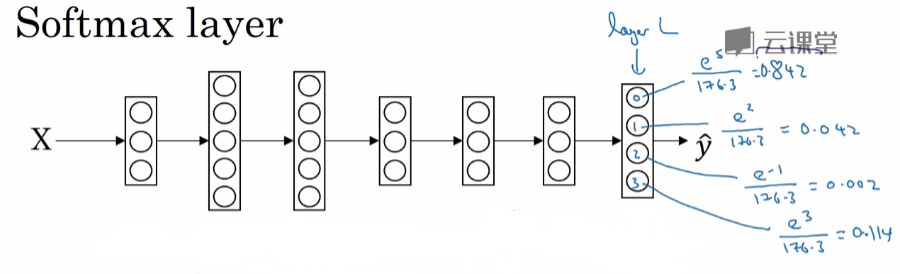 Softmax layer
layer L
云课堂
e^5/176.3 = 0.842
X
0
1
2
3
ŷ
e^2/176.3 = 0.042
e^-1/176.3 = 0.002
e^3/176.3 = 0.114